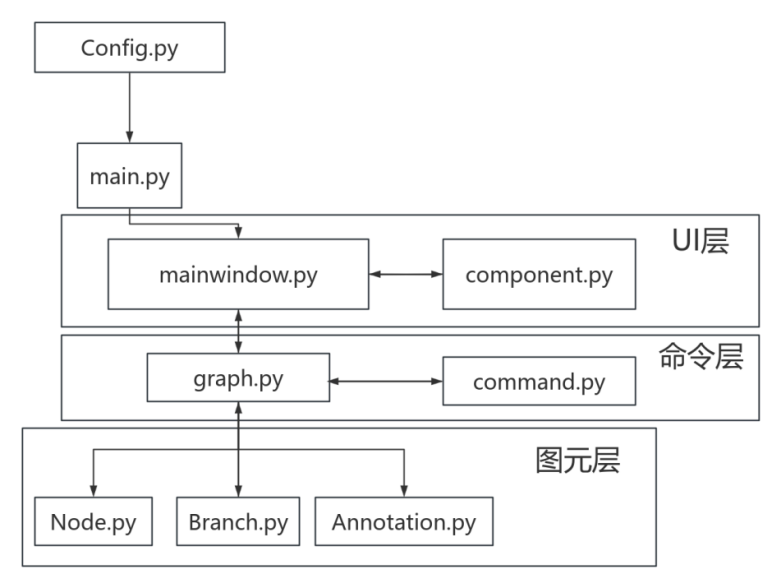 Config.py
main.py
UI层
mainwindow.py
component.py
命令层
graph.py
command.py
图元层
Node.py
Branch.py
Annotation.py